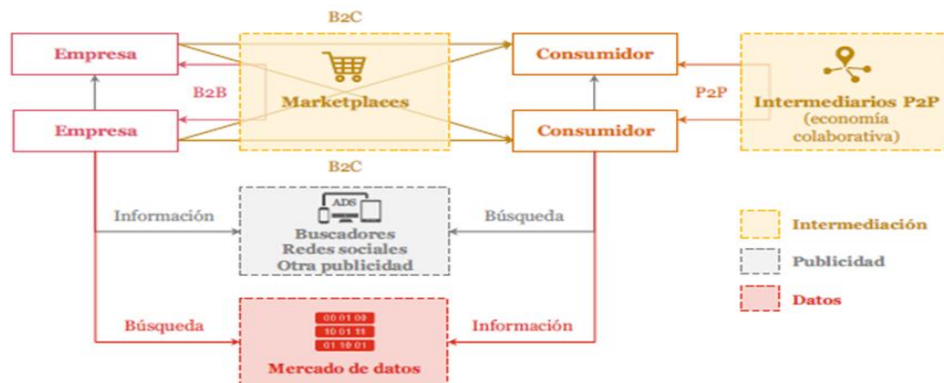 B2C
Empresa
Consumidor
B2B
Marketplaces
P2P
Intermediarios P2P
(economía
colaborativa)
Empresa
Consumidor
B2C
Información
ADS
Búsqueda
Buscadores
Redes sociales
Otra publicidad
Intermediación
Publicidad
Datos
Búsqueda
00 01 00
10 01 11
01 10 01
Información
Mercado de datos